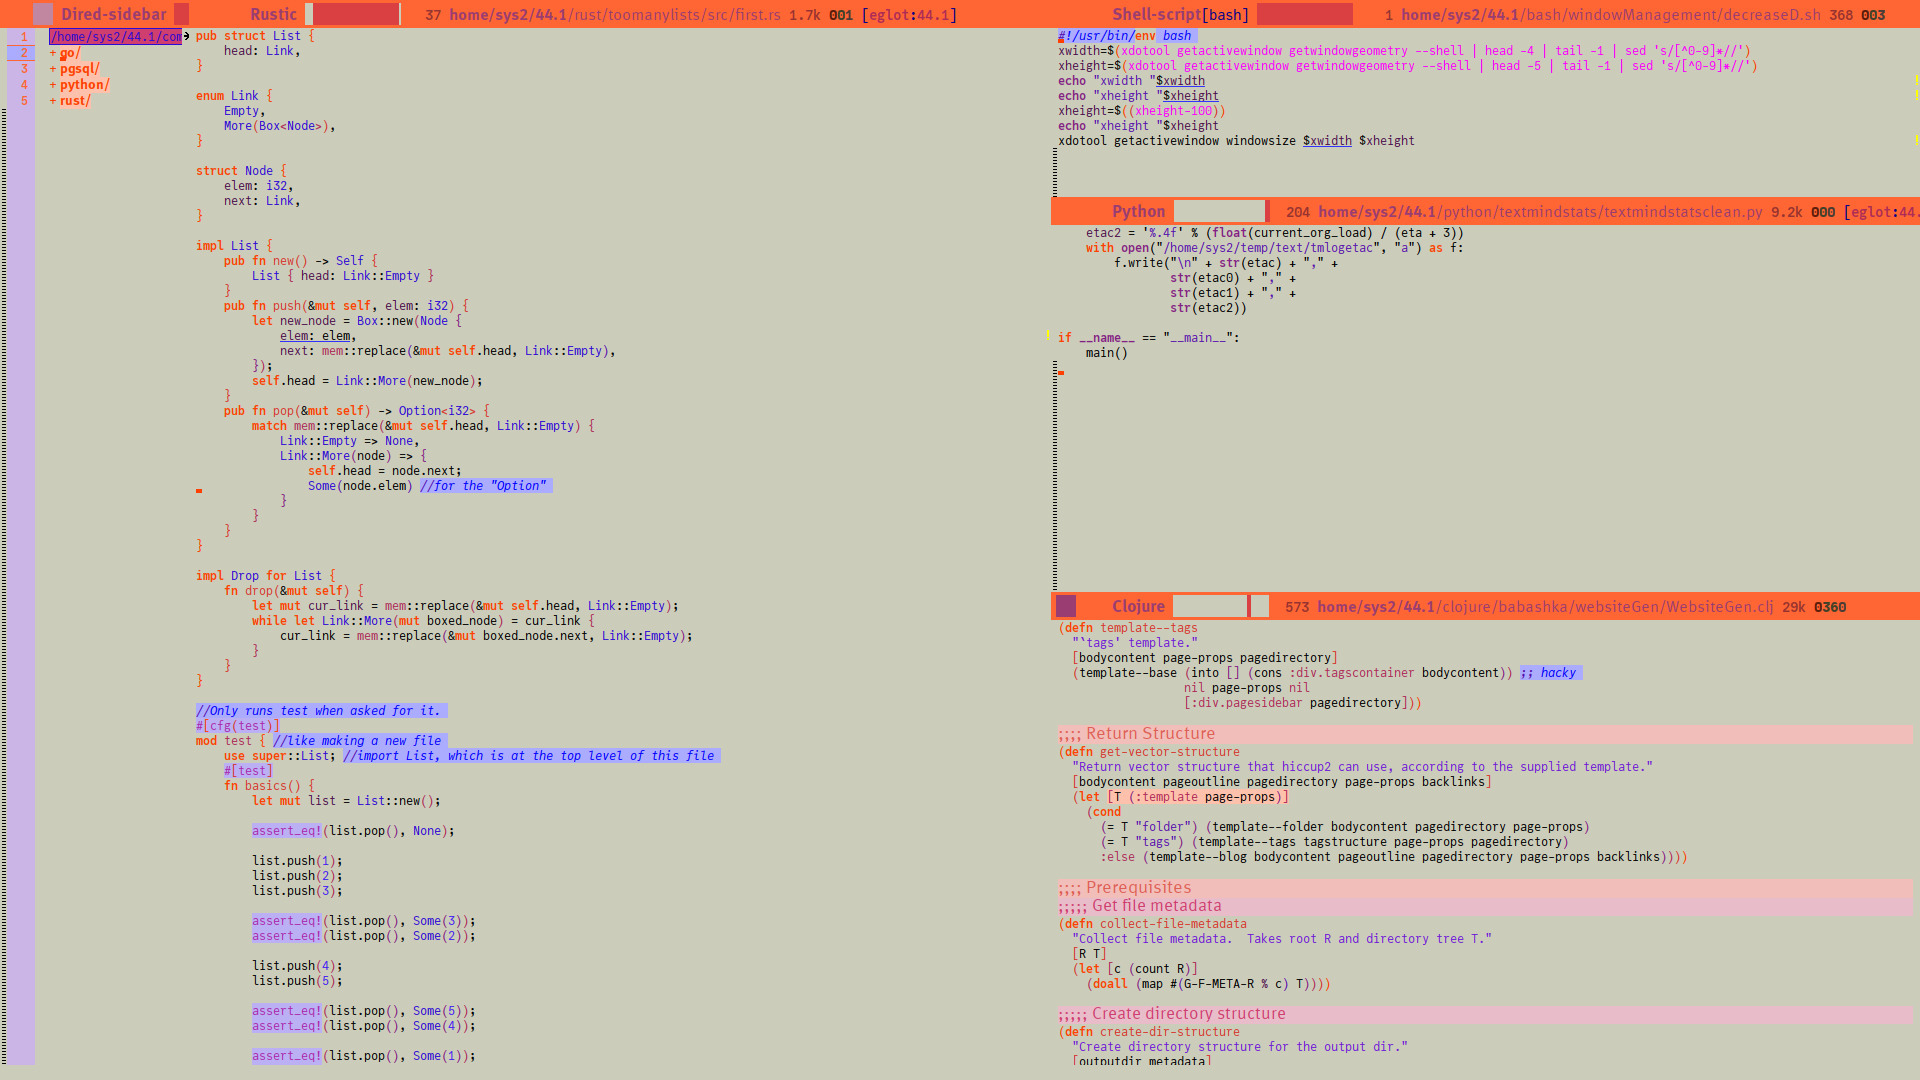 Dired-sidebar
1 /home/sys2/44.1/com
2 + go/
3 + pgsql/
4 + python/
5 + rust/
Rustic 37 home/sys2/44.1/rust/toomanylists/src/first.rs 1.7k 001 [eglot:44.1]
pub struct List {
    head: Link,
}

enum Link {
    Empty,
    More(Box<Node>),
}

struct Node {
    elem: i32,
    next: Link,
}

impl List {
    pub fn new() -> Self {
        List { head: Link::Empty }
    }
    pub fn push(&mut self, elem: i32) {
        let new_node = Box::new(Node {
            elem: elem,
            next: mem::replace(&mut self.head, Link::Empty),
        });
        self.head = Link::More(new_node);
    }
    pub fn pop(&mut self) -> Option<i32> {
        match mem::replace(&mut self.head, Link::Empty) {
            Link::Empty => None,
            Link::More(node) => {
                self.head = node.next;
                Some(node.elem) //for the "Option"
            }
        }
    }
}

impl Drop for List {
    fn drop(&mut self) {
        let mut cur_link = mem::replace(&mut self.head, Link::Empty);
        while let Link::More(mut boxed_node) = cur_link {
            cur_link = mem::replace(&mut boxed_node.next, Link::Empty);
        }
    }
}

//Only runs test when asked for it.
#[cfg(test)]
mod test { //like making a new file
    use super::List; //import List, which is at the top level of this file
    #[test]
    fn basics() {
        let mut list = List::new();

        assert_eq!(list.pop(), None);

        list.push(1);
        list.push(2);
        list.push(3);

        assert_eq!(list.pop(), Some(3));
        assert_eq!(list.pop(), Some(2));

        list.push(4);
        list.push(5);

        assert_eq!(list.pop(), Some(5));
        assert_eq!(list.pop(), Some(4));

        assert_eq!(list.pop(), Some(1));
Shell-script[bash] 1 home/sys2/44.1/bash/windowManagement/decreaseD.sh 368 003
#!/usr/bin/env bash
xwidth=$(xdotool getactivewindow getwindowgeometry --shell | head -4 | tail -1 | sed 's/[^0-9]*//')
xheight=$(xdotool getactivewindow getwindowgeometry --shell | head -5 | tail -1 | sed 's/[^0-9]*//')
echo "xwidth "$xwidth
echo "xheight "$xheight
xheight=$((xheight-100))
echo "xheight "$xheight
xdotool getactivewindow windowsize $xwidth $xheight
Python 204 home/sys2/44.1/python/textmindstats/textmindstatsclean.py 9.2k 000 [eglot:44.
    etac2 = '%.4f' % (float(current_org_load) / (eta + 3))
    with open("/home/sys2/temp/text/tmlogetac", "a") as f:
        f.write("\n" + str(etac) + "," +
                str(etac0) + "," +
                str(etac1) + "," +
                str(etac2))

! if __name__ == "__main__":
    main()
Clojure 573 home/sys2/44.1/clojure/babashka/websiteGen/WebsiteGen.clj 29k 0360
(defn template--tags
  "`tags' template."
  [bodycontent page-props pagedirectory]
  (template--base (into [] (cons :div.tagscontainer bodycontent)) ;; hacky
                  nil page-props nil
                  [:div.pagesidebar pagedirectory]))

;;;; Return Structure
(defn get-vector-structure
  "Return vector structure that hiccup2 can use, according to the supplied template."
  [bodycontent pageoutline pagedirectory page-props backlinks]
  (let [T (:template page-props)]
    (cond
      (= T "folder") (template--folder bodycontent pagedirectory page-props)
      (= T "tags") (template--tags tagstructure page-props pagedirectory)
      :else (template--blog bodycontent pageoutline pagedirectory page-props backlinks))))

;;;; Prerequisites
;;;;; Get file metadata
(defn collect-file-metadata
  "Collect file metadata.  Takes root R and directory tree T."
  [R T]
  (let [c (count R)]
    (doall (map #(G-F-META-R % c) T))))

;;;;; Create directory structure
(defn create-dir-structure
  "Create directory structure for the output dir."
  [outputdir metadata]